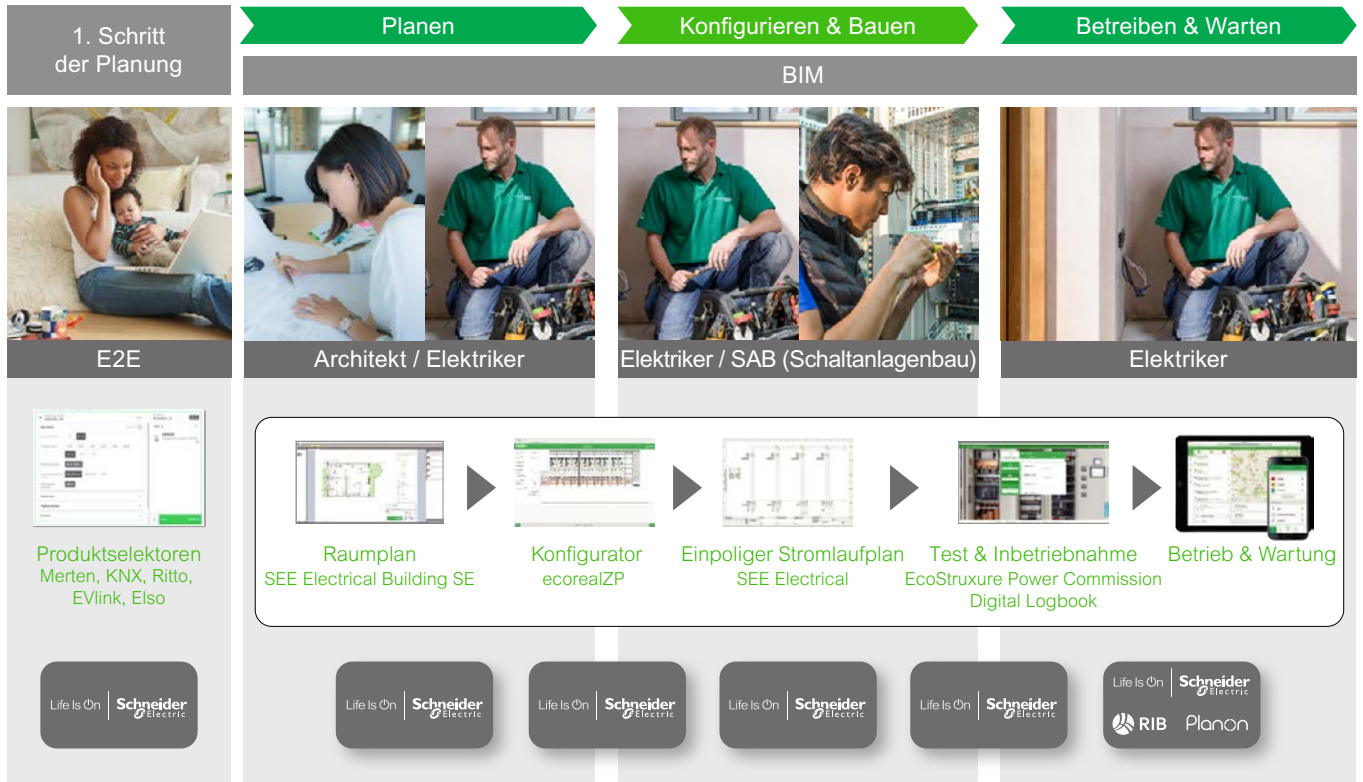 1. Schritt
der Planung
Planen
Konfigurieren & Bauen
Betreiben & Warten
BIM
E2E
Architekt / Elektriker
Elektriker / SAB (Schaltanlagenbau)
Elektriker
Produktselektoren
Merten, KNX, Ritto,
EVlink, Elso
Raumplan
SEE Electrical Building SE
Konfigurator
ecorealZP
Einpoliger Stromlaufplan
SEE Electrical
Test & Inbetriebnahme
EcoStruxure Power Commission
Digital Logbook
Betrieb & Wartung
Life Is On Schneider Electric
Life Is On Schneider Electric
Life Is On Schneider Electric
Life Is On Schneider Electric
Life Is On Schneider Electric
Life Is On Schneider Electric
RIB Planon